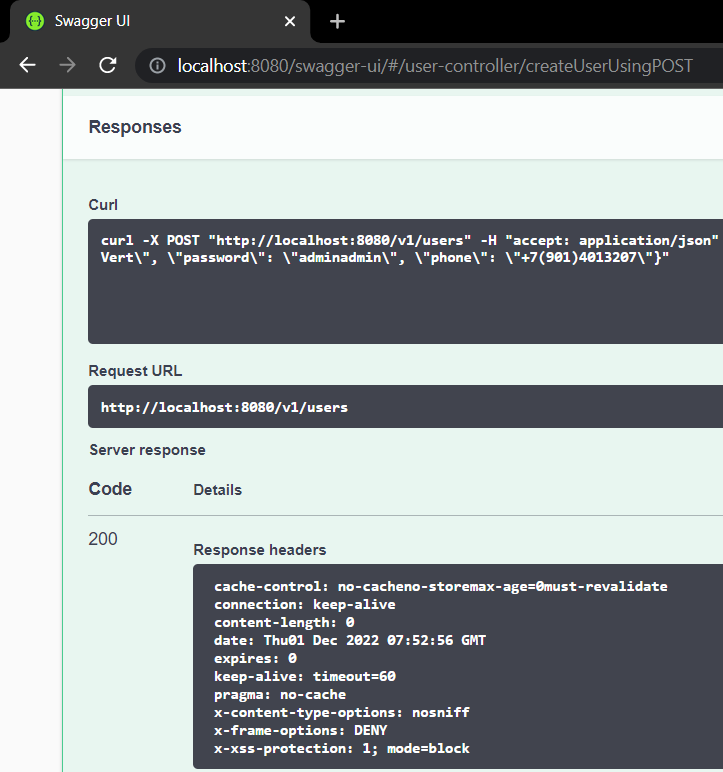 Swagger UI
localhost:8080/swagger-ui/#/user-controller/createUserUsingPOST
Responses
Curl
curl -X POST "http://localhost:8080/v1/users" -H "accept: application/json"
Vert\", \"password\": \"adminadmin\", \"phone\": \"+7(901)4013207\"}"
Request URL
http://localhost:8080/v1/users
Server response
Code Details
200
Response headers
cache-control: no-cacheno-storemax-age=0must-revalidate
connection: keep-alive
content-length: 0
date: Thu01 Dec 2022 07:52:56 GMT
expires: 0
keep-alive: timeout=60
pragma: no-cache
x-content-type-options: nosniff
x-frame-options: DENY
x-xss-protection: 1; mode=block